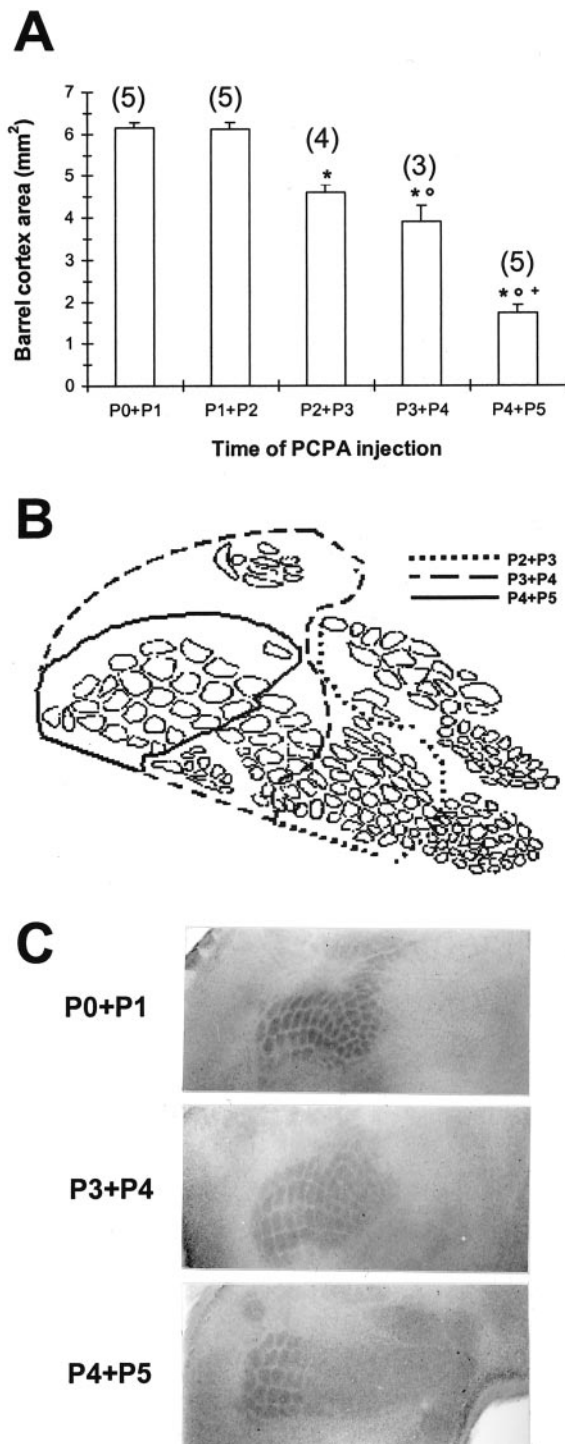 A
Barrel cortex area (mm²)
7
6
5
4
3
2
1
0
(5)
(5)
(4)
*
(3)
* °
(5)
* ° +
P0+P1
P1+P2
P2+P3
P3+P4
P4+P5
Time of PCPA injection
B
P2+P3
P3+P4
P4+P5
C
P0+P1
P3+P4
P4+P5